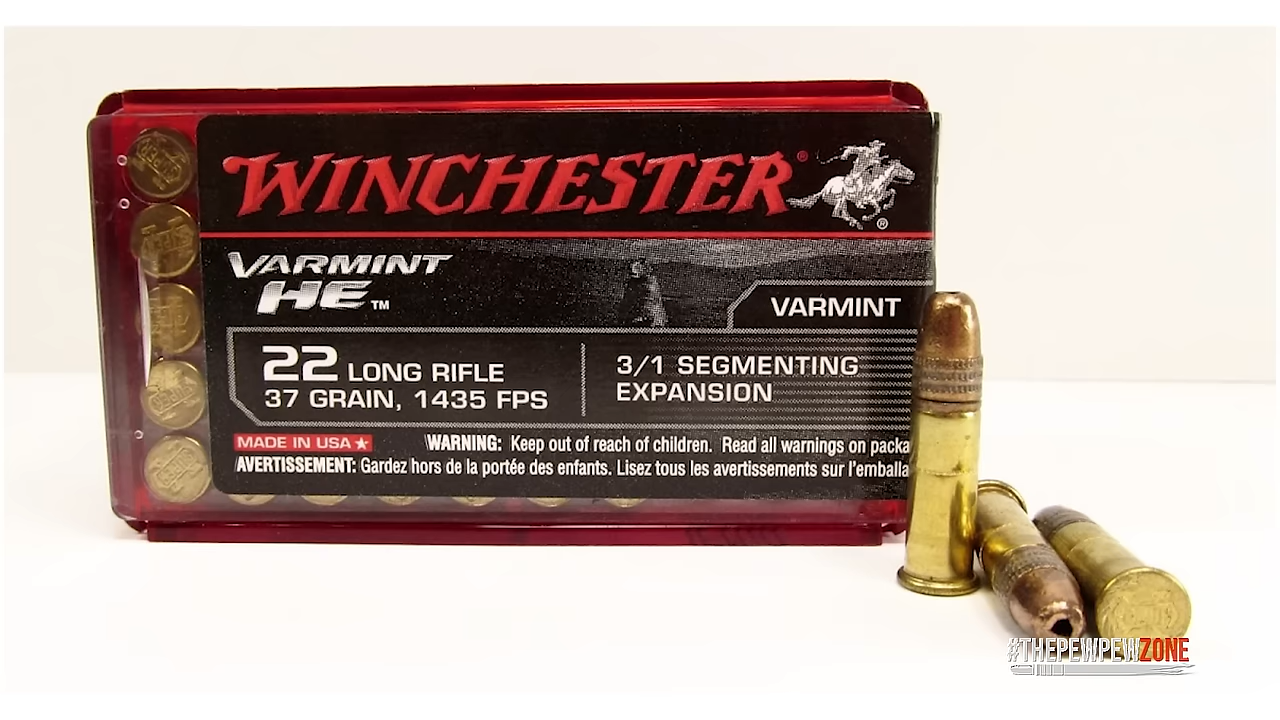 WINCHESTER®
®
VARMINT
HE™
VARMINT
22 LONG RIFLE
37 GRAIN, 1435 FPS
3/1 SEGMENTING
EXPANSION
MADE IN USA★
WARNING: Keep out of reach of children. Read all warnings on packa
AVERTISSEMENT: Gardez hors de la portée des enfants. Lisez tous les avertissements sur l'emballa
#THEPEWPEWZONE